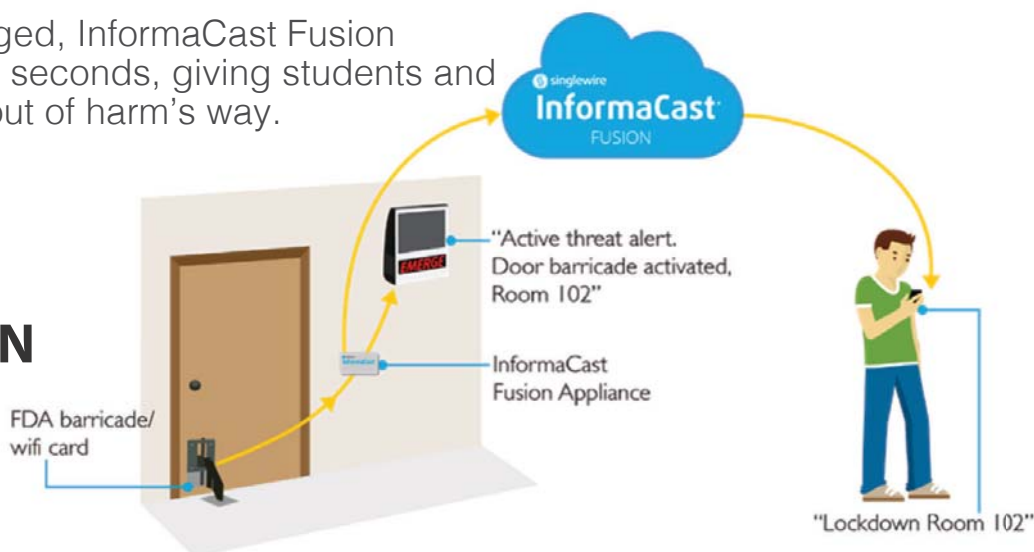 ged, InformaCast Fusion
seconds, giving students and
out of harm's way.
singlewire
InformaCast
FUSION
"Active threat alert.
Door barricade activated,
Room 102"
EMERGE
N
InformaCast
Fusion Appliance
FDA barricade/
wifi card
"Lockdown Room 102"